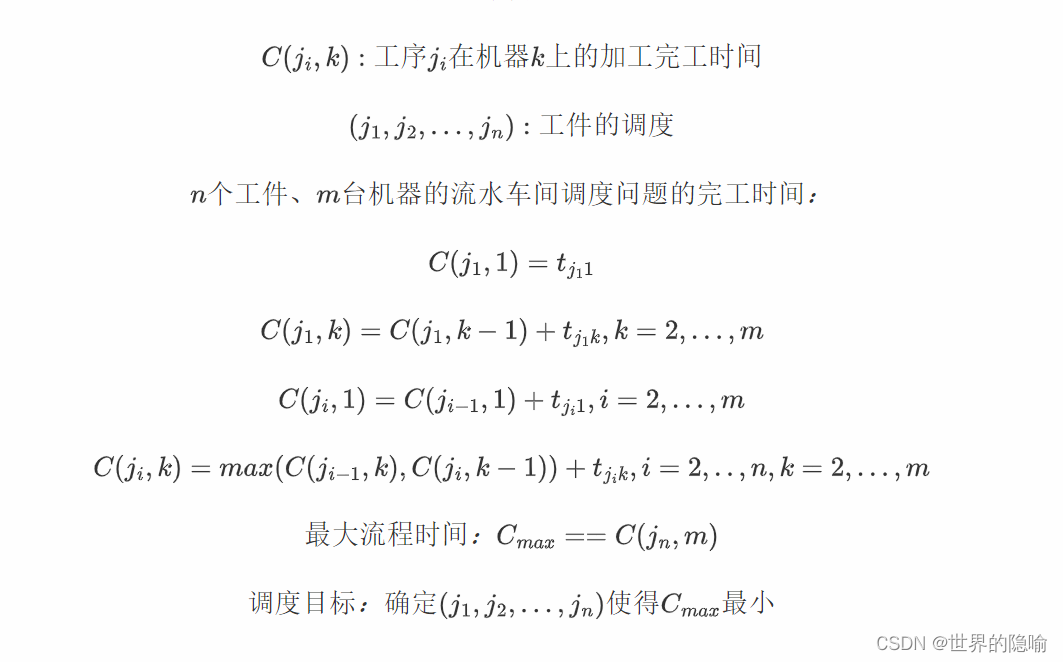 C(j_i, k) : 工序j_i在机器k上的加工完工时间
(j_1, j_2, ..., j_n) : 工件的调度
n个工件、m台机器的流水车间调度问题的完工时间：
C(j_1, 1) = t_{j_1 1}
C(j_1, k) = C(j_1, k − 1) + t_{j_1 k}, k = 2, ..., m
C(j_i, 1) = C(j_{i−1}, 1) + t_{j_i 1}, i = 2, ..., m
C(j_i, k) = max(C(j_{i−1}, k), C(j_i, k − 1)) + t_{j_i k}, i = 2, .., n, k = 2, ..., m
最大流程时间：C_{max} == C(j_n, m)
调度目标：确定(j_1, j_2, ..., j_n)使得C_{max}最小
CSDN @世界的隐喻